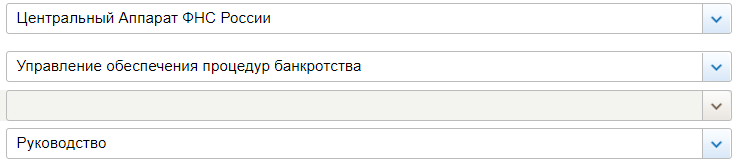 Центральный Аппарат ФНС России
Управление обеспечения процедур банкротства
Руководство